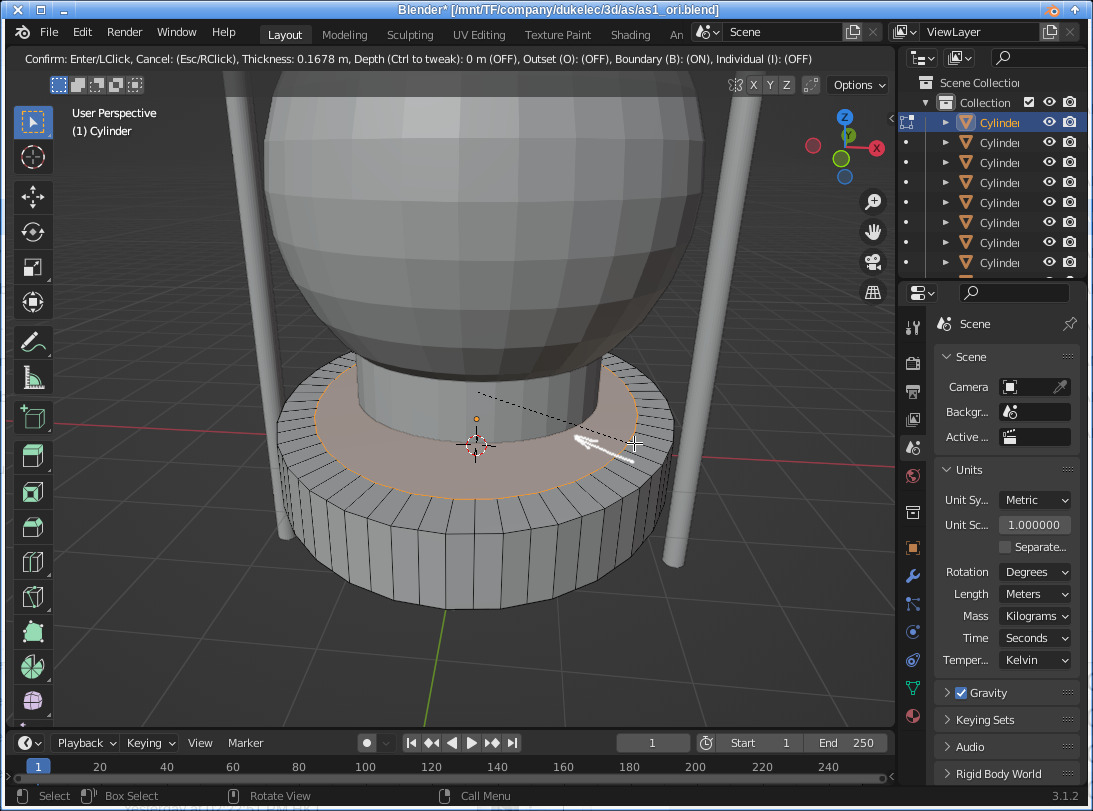 Blender* [/mnt/TF/company/dukelec/3d/as/as1_ori.blend]
File Edit Render Window Help Layout Modeling Sculpting UV Editing Texture Paint Shading An Scene ViewLayer
Confirm: Enter/LClick, Cancel: (Esc/RClick), Thickness: 0.1678 m, Depth (Ctrl to tweak): 0 m (OFF), Outset (O): (OFF), Boundary (B): (ON), Individual (I): (OFF)
X Y Z Options
User Perspective
(1) Cylinder
Z
Y
X
Scene Collection
Collection
Cylinder
Cylinder
Cylinder
Cylinder
Cylinder
Cylinder
Cylinder
Cylinder
Scene
Scene
Camera
Backgr...
Active ...
Units
Unit Sy... Metric
Unit Sc... 1.000000
Separate...
Rotation Degrees
Length Meters
Mass Kilograms
Time Seconds
Temper... Kelvin
Gravity
Keying Sets
Audio
Rigid Body World
Playback Keying View Marker 1 Start 1 End 250
1 20 40 60 80 100 120 140 160 180 200 220 240
Select Box Select Rotate View Call Menu 3.1.2